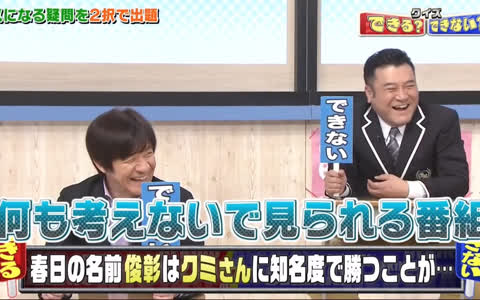 になる疑問を2択で出題
クイズ
できる?できない?
できない
で
何も考えないで見られる番組
できる
春日の名前 俊彰はクミさんに知名度で勝つことが…